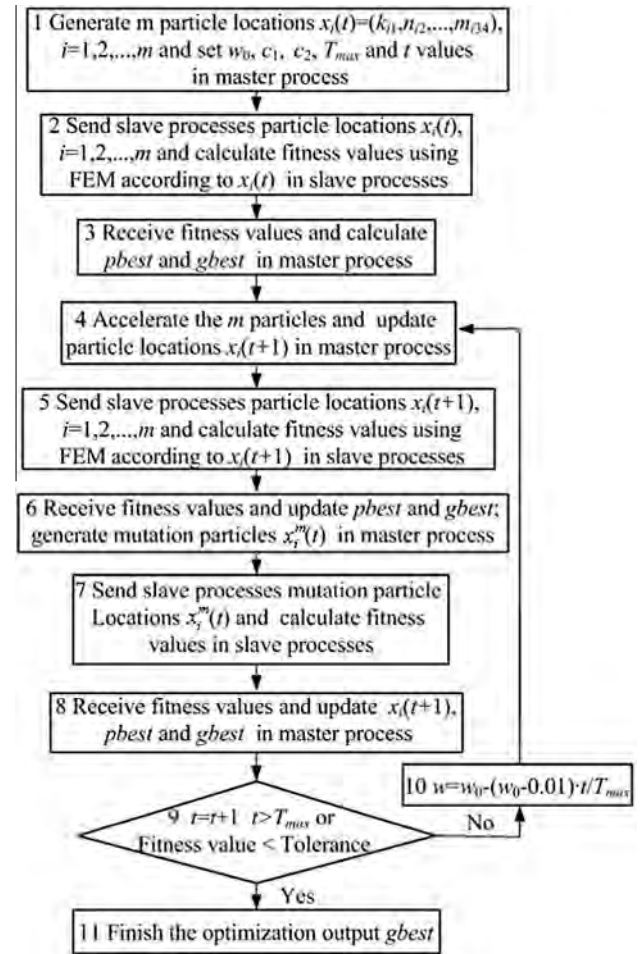 1 Generate m particle locations xᵢ(t)=(kᵢ₁,nᵢ₂,...,mᵢ₃₄),
i=1,2,...,m and set w₀, c₁, c₂, Tₘₐₓ and t values
in master process
2 Send slave processes particle locations xᵢ(t),
i=1,2,...,m and calculate fitness values using
FEM according to xᵢ(t) in slave processes
3 Receive fitness values and calculate
pbest and gbest in master process
4 Accelerate the m particles and update
particle locations xᵢ(t+1) in master process
5 Send slave processes particle locations xᵢ(t+1),
i=1,2,...,m and calculate fitness values using
FEM according to xᵢ(t+1) in slave processes
6 Receive fitness values and update pbest and gbest;
generate mutation particles xᵢᵐ(t) in master process
7 Send slave processes mutation particle
Locations xᵢᵐ(t) and calculate fitness
values in slave processes
8 Receive fitness values and update xᵢ(t+1),
pbest and gbest in master process
10 w=w₀-(w₀-0.01)·t/Tₘₐₓ
9 t=t+1 t>Tₘₐₓ or
Fitness value < Tolerance
No
Yes
11 Finish the optimization output gbest